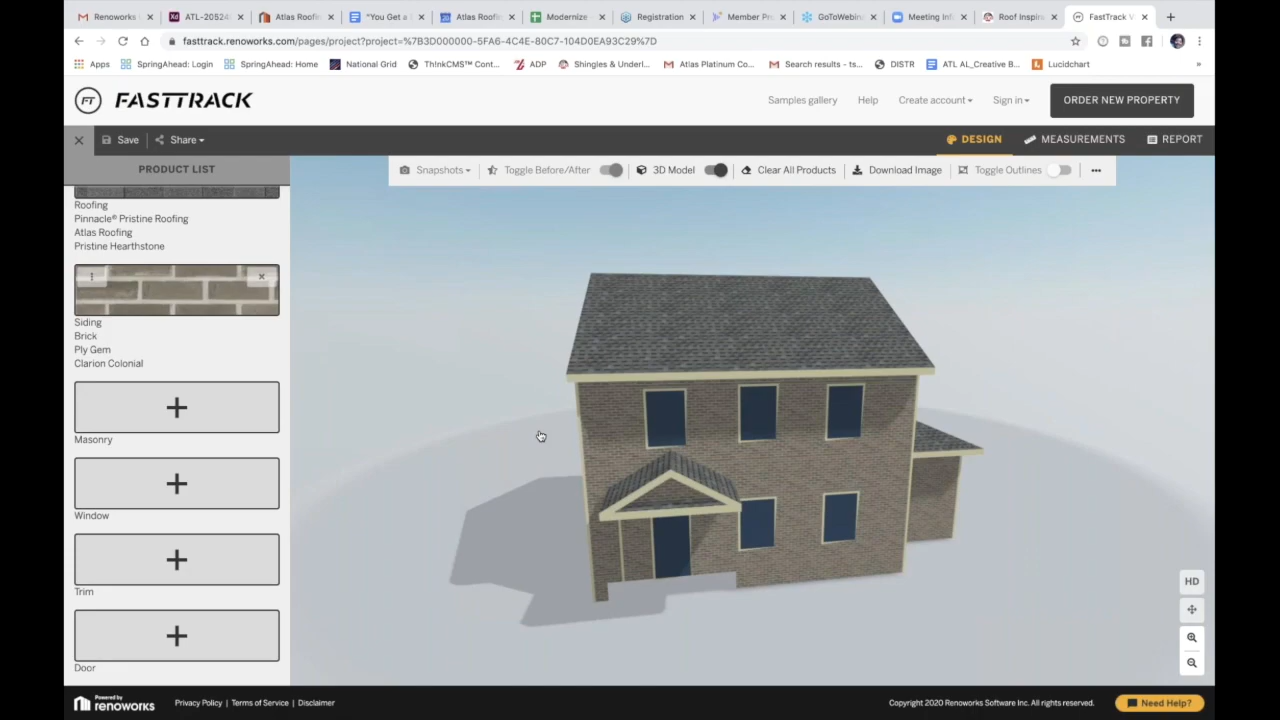 Renoworks
ATL-2052
Atlas Roofi
"You Get a
Atlas Roofi
Modernize
Registration
Member Pr
GoToWebin
Meeting Inf
Roof Inspira
FastTrack V
fasttrack.renoworks.com/pages/project?project=%7B3D000000-5FA6-4C4E-80C7-104D0EA93C29%7D
Apps
SpringAhead: Login
SpringAhead: Home
National Grid
Th!nkCMS™ Cont...
ADP
Shingles & Underl...
Atlas Platinum Co...
Search results - ts...
DISTR
ATL AL_Creative B...
Lucidchart
»
FT FASTTRACK
Samples gallery
Help
Create account
Sign in
ORDER NEW PROPERTY
Save
Share
DESIGN
MEASUREMENTS
REPORT
PRODUCT LIST
Snapshots
Toggle Before/After
3D Model
Clear All Products
Download Image
Toggle Outlines
Roofing
Pinnacle® Pristine Roofing
Atlas Roofing
Pristine Hearthstone
Siding
Brick
Ply Gem
Clarion Colonial
Masonry
Window
Trim
Door
HD
Powered by
renoworks
Privacy Policy | Terms of Service | Disclaimer
Copyright 2020 Renoworks Software Inc. All rights reserved.
Need Help?